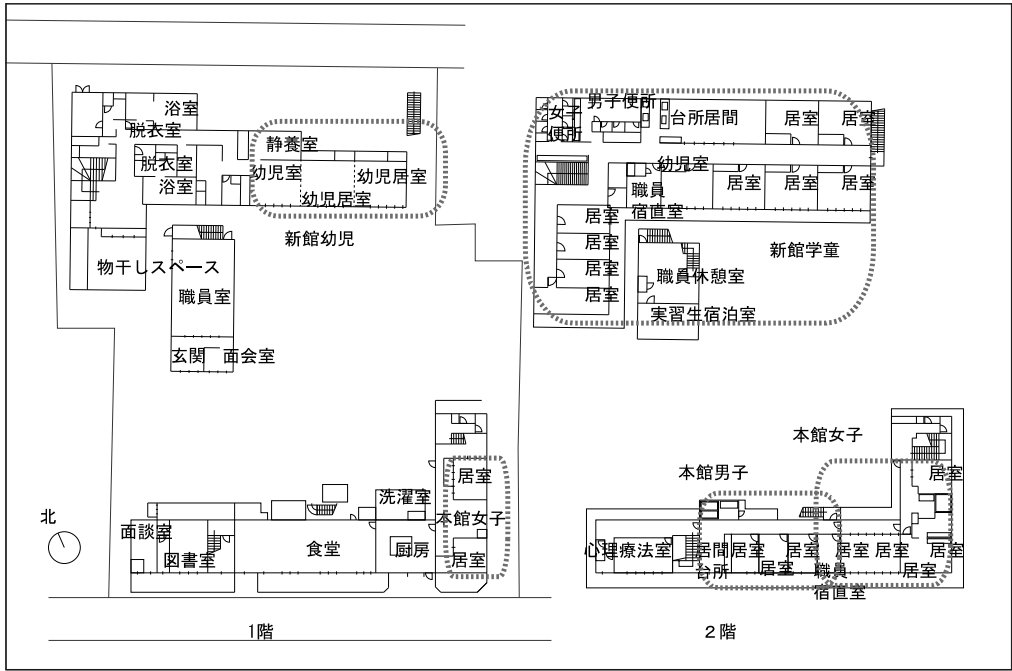 浴室
脱衣室
脱衣室
浴室
静養室
幼児室
幼児居室
幼児居室
新館幼児
物干しスペース
職員室
玄関
面会室
女子
便所
男子便所
台所居間
居室
居室
幼児室
職員
宿直室
居室
居室
居室
居室
居室
居室
居室
新館学童
職員休憩室
実習生宿泊室
北
面談室
図書室
食堂
洗濯室
厨房
居室
本館女子
居室
1階
本館男子
本館女子
心理療法室
居間
台所
居室
居室
居室
職員
宿直室
居室
居室
居室
居室
居室
2階